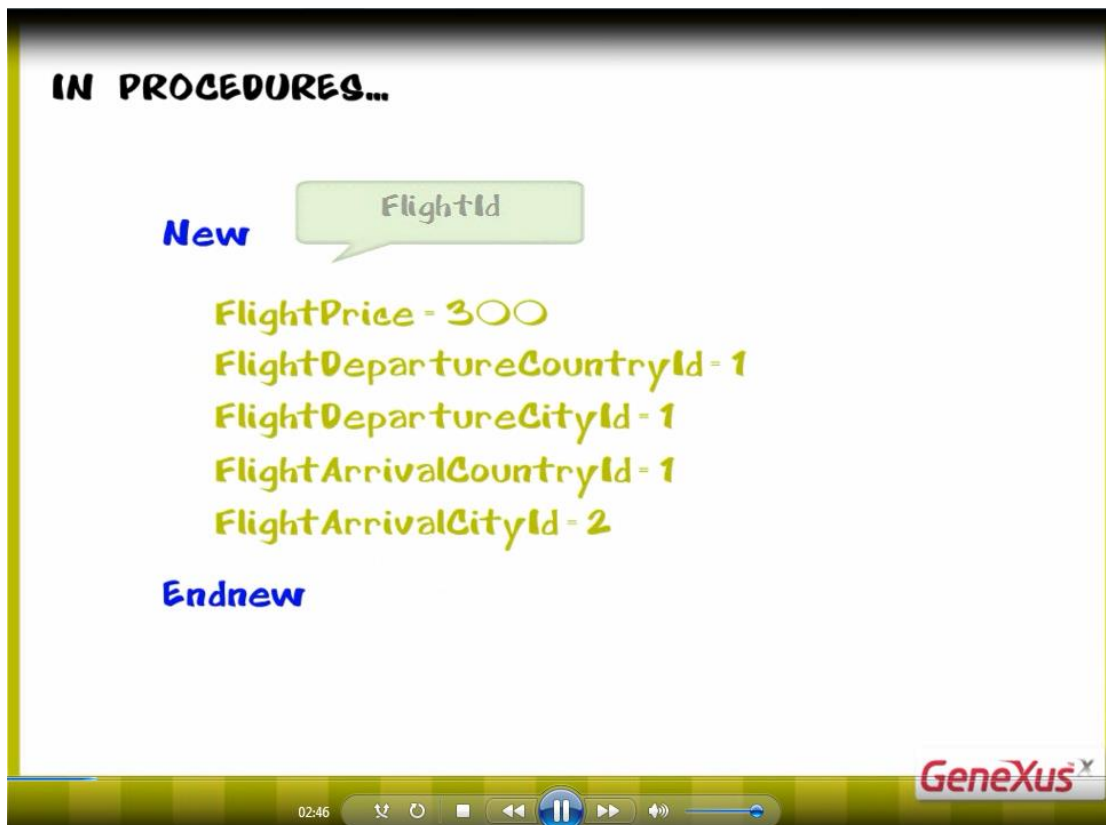 IN PROCEDURES...
FlightId
New
FlightPrice = 300
FlightDepartureCountryId = 1
FlightDepartureCityId = 1
FlightArrivalCountryId = 1
FlightArrivalCityId = 2
Endnew
GeneXus X
02:46